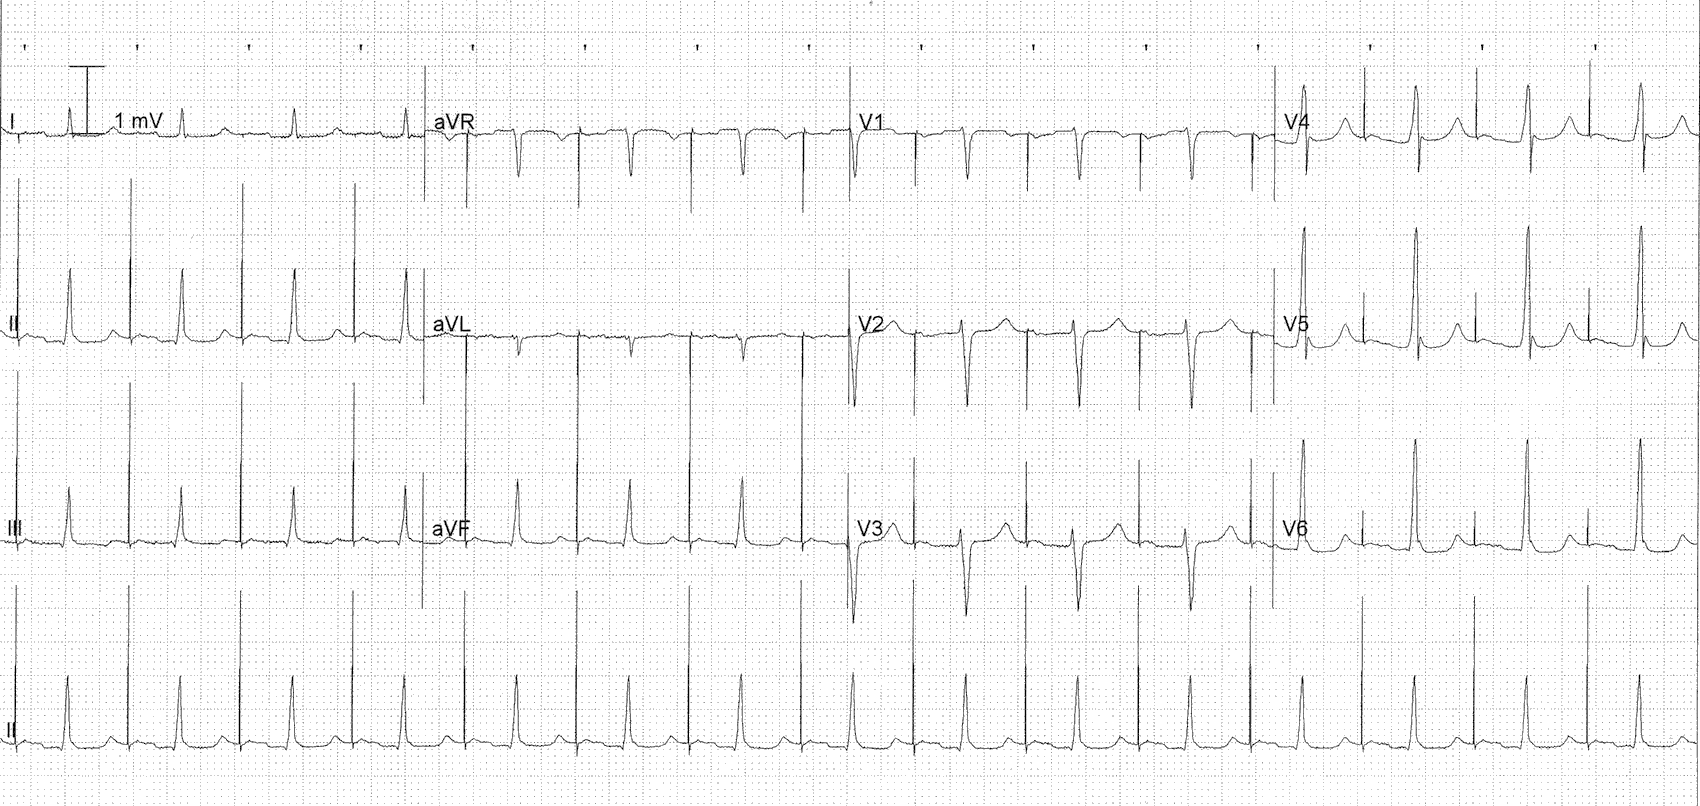 I 1 mV aVR V1 V4
II aVL V2 V5
III aVF V3 V6
II